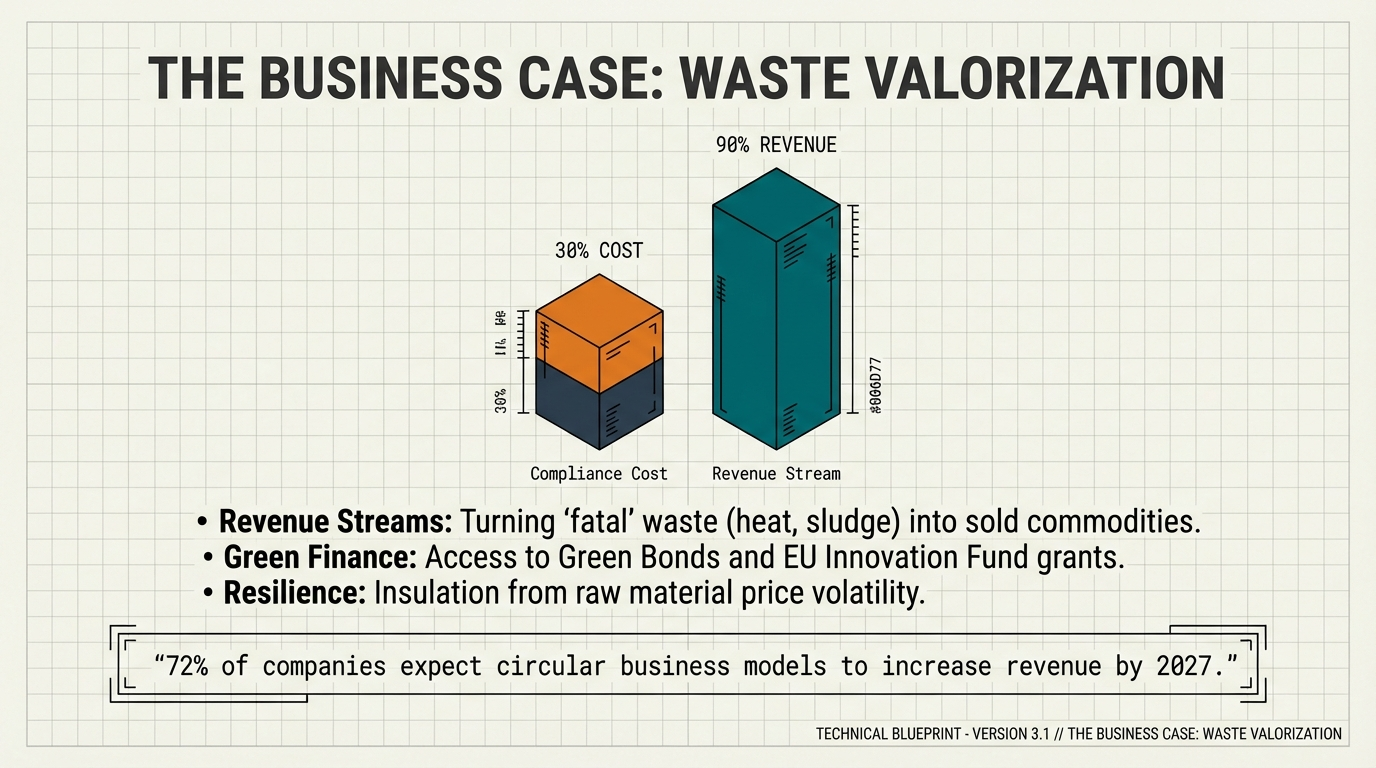 THE BUSINESS CASE: WASTE VALORIZATION
90% REVENUE
30% COST
30%
#006D77
Compliance Cost
Revenue Stream
• Revenue Streams: Turning ‘fatal’ waste (heat, sludge) into sold commodities.
• Green Finance: Access to Green Bonds and EU Innovation Fund grants.
• Resilience: Insulation from raw material price volatility.
“72% of companies expect circular business models to increase revenue by 2027.”
TECHNICAL BLUEPRINT - VERSION 3.1 // THE BUSINESS CASE: WASTE VALORIZATION